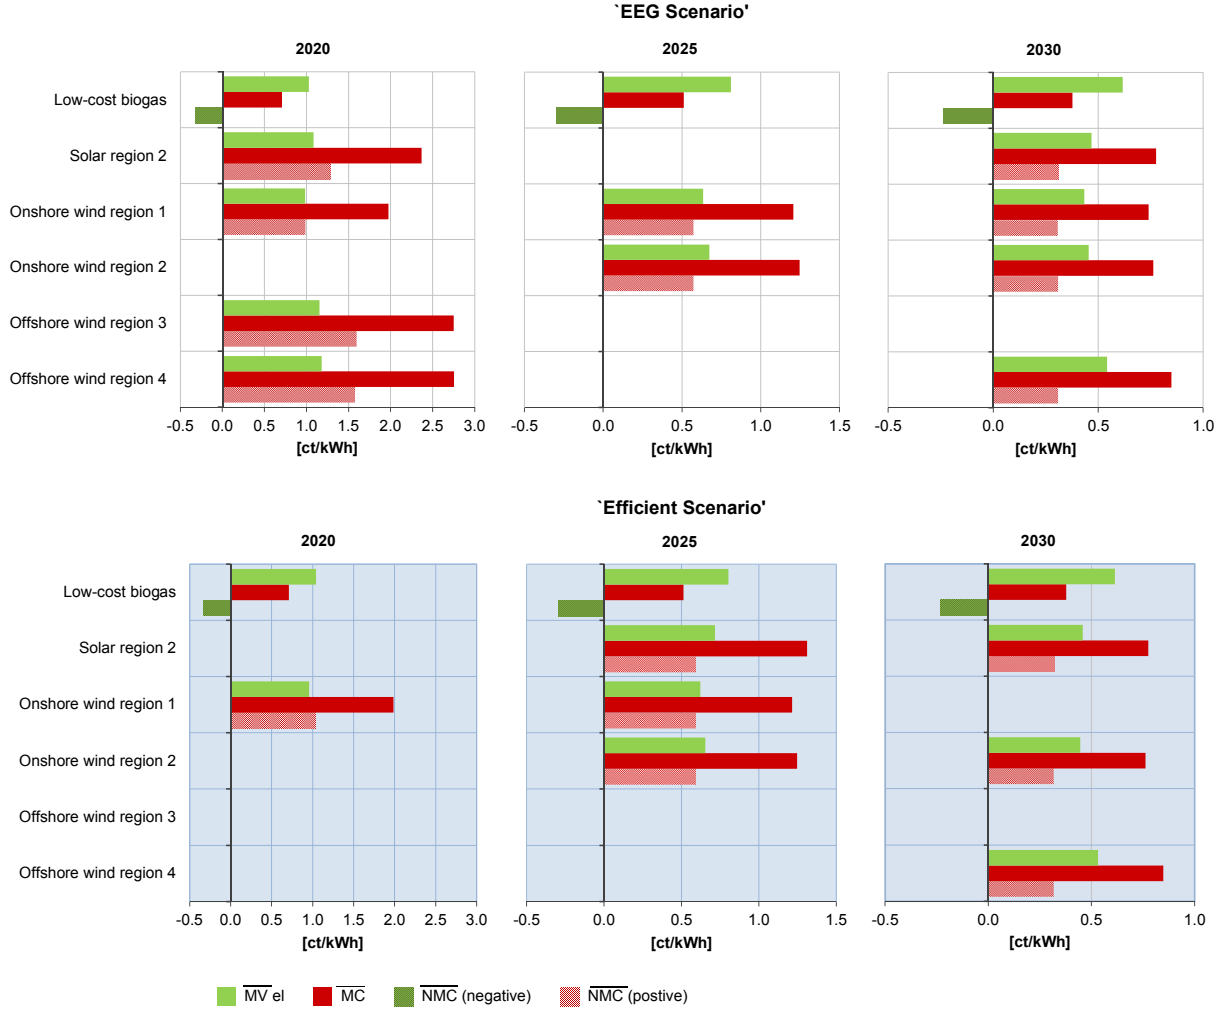 `EEG Scenario'
2020 2025 2030
Low-cost biogas
Solar region 2
Onshore wind region 1
Onshore wind region 2
Offshore wind region 3
Offshore wind region 4
-0.5 0.0 0.5 1.0 1.5 2.0 2.5 3.0 -0.5 0.0 0.5 1.0 1.5 -0.5 0.0 0.5 1.0
[ct/kWh] [ct/kWh] [ct/kWh]
`Efficient Scenario'
2020 2025 2030
Low-cost biogas
Solar region 2
Onshore wind region 1
Onshore wind region 2
Offshore wind region 3
Offshore wind region 4
-0.5 0.0 0.5 1.0 2.0 1.5 2.5 3.0 -0.5 0.0 0.5 1.0 1.5 -0.5 0.0 0.5 1.0
[ct/kWh] [ct/kWh] [ct/kWh]
MV el MC NMC (negative) NMC (postive)